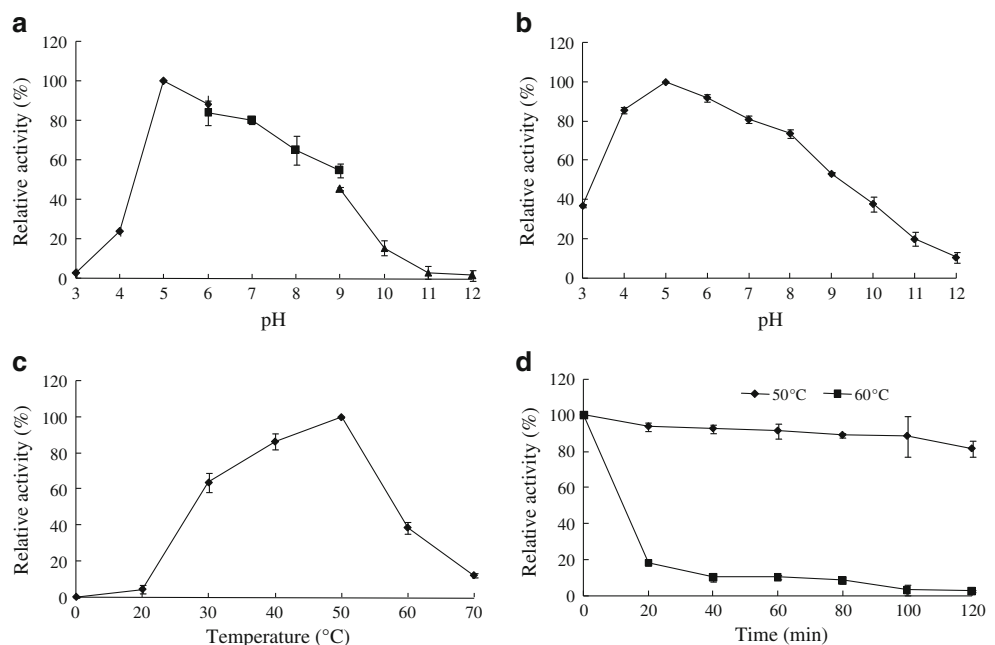 a
Relative activity (%)
120
100
80
60
40
20
0
3 4 5 6 7 8 9 10 11 12
pH
b
Relative activity (%)
120
100
80
60
40
20
0
3 4 5 6 7 8 9 10 11 12
pH
c
Relative activity (%)
120
100
80
60
40
20
0
0 20 30 40 50 60 70
Temperature (°C)
d
Relative activity (%)
120
100
80
60
40
20
0
50°C 60°C
0 20 40 60 80 100 120
Time (min)